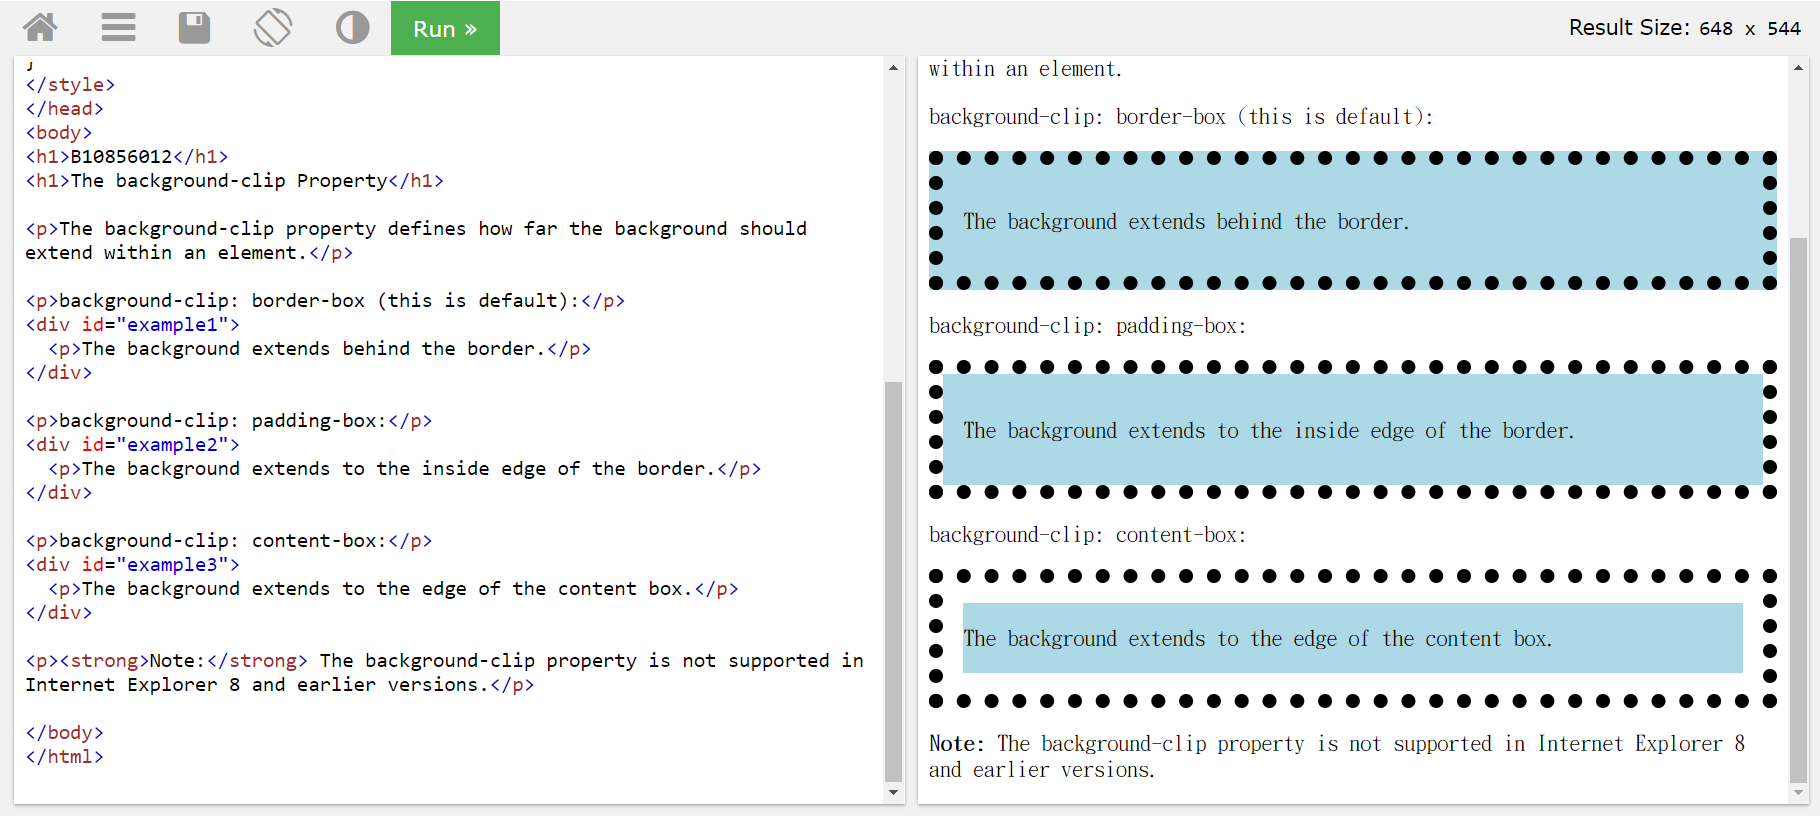 Run »
Result Size: 648 x 544
}
</style>
</head>
<body>
<h1>B10856012</h1>
<h1>The background-clip Property</h1>
<p>The background-clip property defines how far the background should
extend within an element.</p>
<p>background-clip: border-box (this is default):</p>
<div id="example1">
  <p>The background extends behind the border.</p>
</div>
<p>background-clip: padding-box:</p>
<div id="example2">
  <p>The background extends to the inside edge of the border.</p>
</div>
<p>background-clip: content-box:</p>
<div id="example3">
  <p>The background extends to the edge of the content box.</p>
</div>
<p><strong>Note:</strong> The background-clip property is not supported in
Internet Explorer 8 and earlier versions.</p>
</body>
</html>
within an element.
background-clip: border-box (this is default):
The background extends behind the border.
background-clip: padding-box:
The background extends to the inside edge of the border.
background-clip: content-box:
The background extends to the edge of the content box.
Note: The background-clip property is not supported in Internet Explorer 8
and earlier versions.